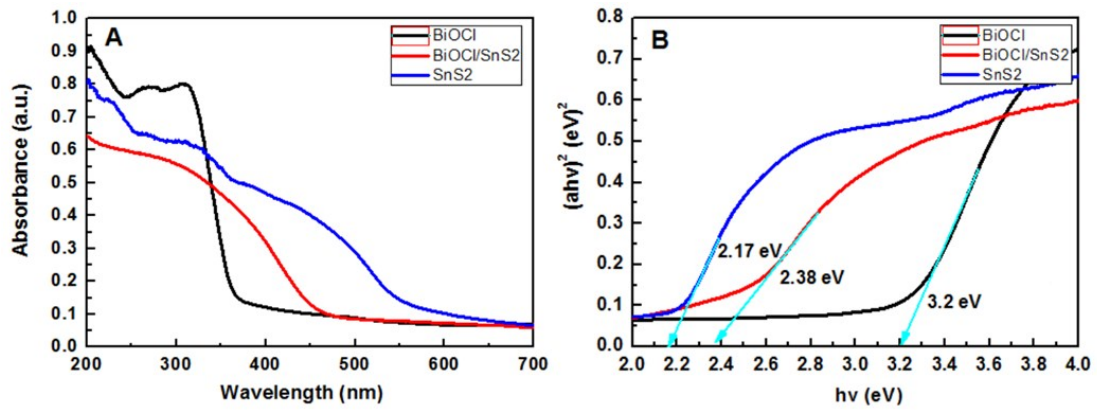 A
BiOCl
BiOCl/SnS2
SnS2
Absorbance (a.u.)
1.0
0.9
0.8
0.7
0.6
0.5
0.4
0.3
0.2
0.1
0.0
200 300 400 500 600 700
Wavelength (nm)
B
BiOCl
BiOCl/SnS2
SnS2
(ahv)² (eV)²
0.8
0.7
0.6
0.5
0.4
0.3
0.2
0.1
0.0
2.17 eV
2.38 eV
3.2 eV
2.0 2.2 2.4 2.6 2.8 3.0 3.2 3.4 3.6 3.8 4.0
hv (eV)